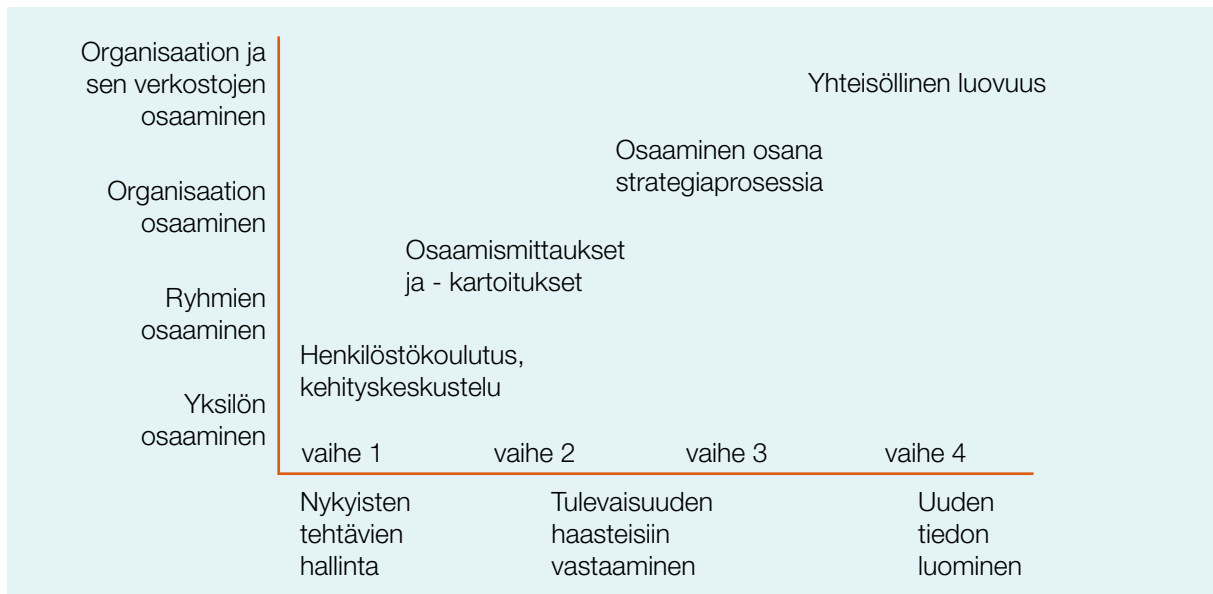 Organisaation ja
sen verkostojen
osaaminen
Yhteisöllinen luovuus
Osaaminen osana
strategiaprosessia
Organisaation
osaaminen
Osaamismittaukset
ja - kartoitukset
Ryhmien
osaaminen
Henkilöstökoulutus,
kehityskeskustelu
Yksilön
osaaminen
vaihe 1
vaihe 2
vaihe 3
vaihe 4
Nykyisten
tehtävien
hallinta
Tulevaisuuden
haasteisiin
vastaaminen
Uuden
tiedon
luominen